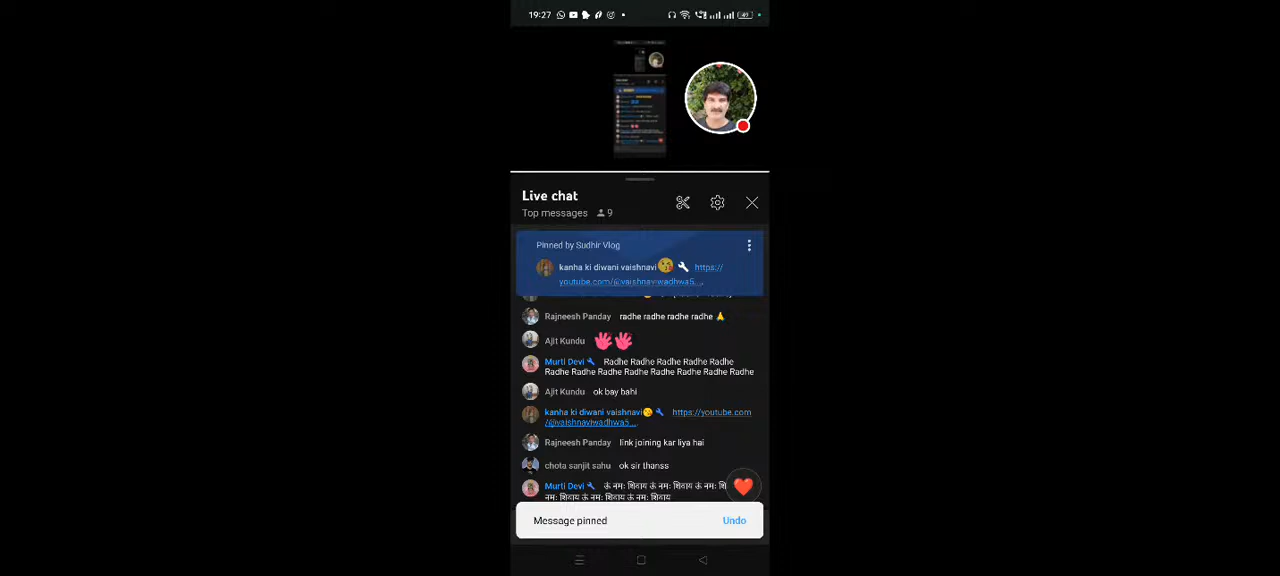 19:27
49
Live chat
Top messages 9
Pinned by Sudhir Vlog
kanha ki diwani vaishnavi😘 🔧 https://
youtube.com/@vaishnaviwadhwa5...
Rajneesh Panday radhe radhe radhe radhe 🙏
Ajit Kundu
Murti Devi Radhe Radhe Radhe Radhe Radhe
Radhe Radhe Radhe Radhe Radhe Radhe Radhe Radhe
Ajit Kundu ok bay bahi
kanha ki diwani vaishnavi😘 🔧 https://youtube.com
/@vaishnaviwadhwa5...
Rajneesh Panday link joining kar liya hai
chota sanjit sahu ok sir thanss
Murti Devi ऊं नमः शिवाय ऊं नमः शिवाय ऊं नमः शि
नमः शिवाय ऊं नमः शिवाय ऊं नमः शिवाय
Message pinned Undo